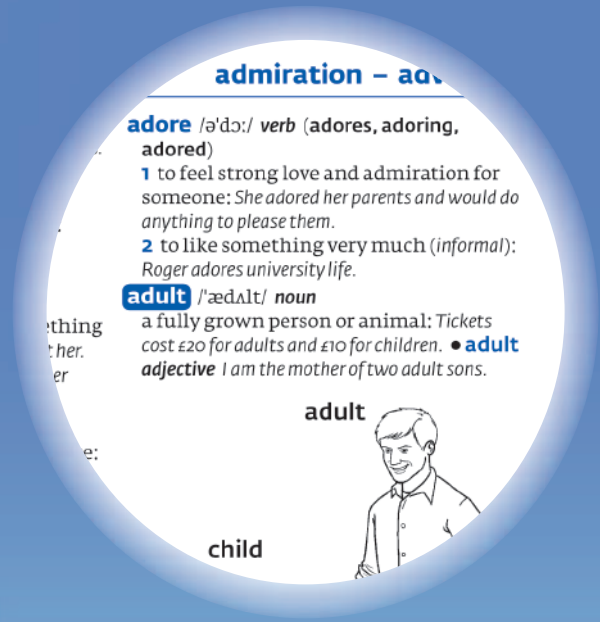 admiration –
adore /ə'dɔː/ verb (adores, adoring,
adored)
1 to feel strong love and admiration for
someone: She adored her parents and would do
anything to please them.
2 to like something very much (informal):
Roger adores university life.
adult /'ædʌlt/ noun
a fully grown person or animal: Tickets
cost £20 for adults and £10 for children. ● adult
adjective I am the mother of two adult sons.
her.
adult
child